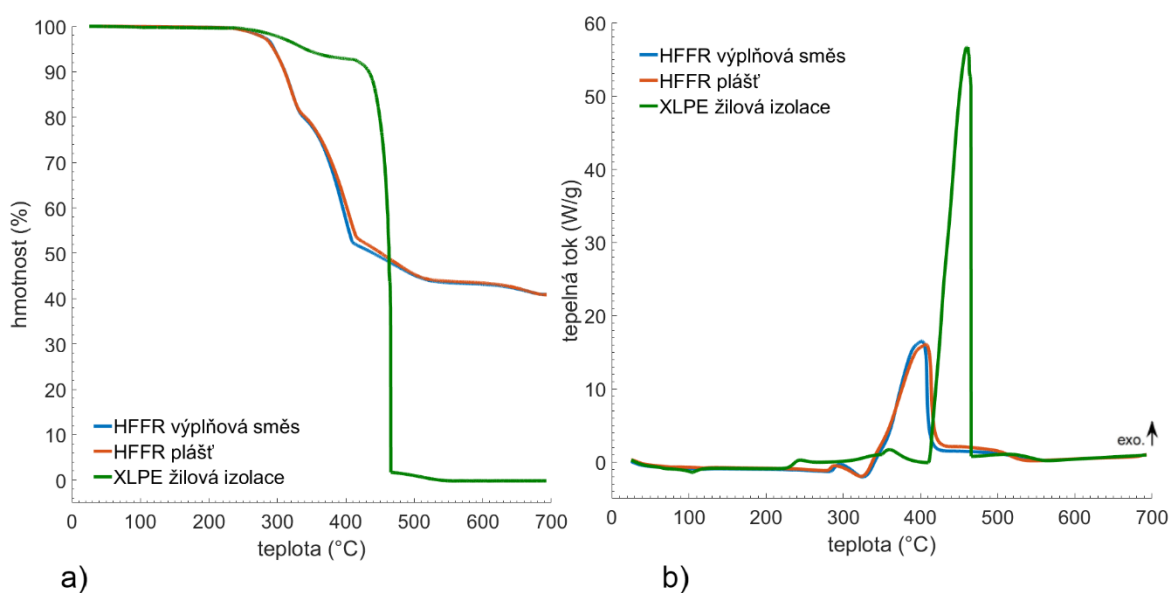 a)
100
90
80
70
60
50
40
30
20
10
0
hmotnost (%)
HFFR výplňová směs
HFFR plášť
XLPE žilová izolace
0 100 200 300 400 500 600 700
teplota (°C)
a)
b)
60
50
40
30
20
10
0
tepelná tok (W/g)
HFFR výplňová směs
HFFR plášť
XLPE žilová izolace
exo.
0 100 200 300 400 500 600 700
teplota (°C)
b)